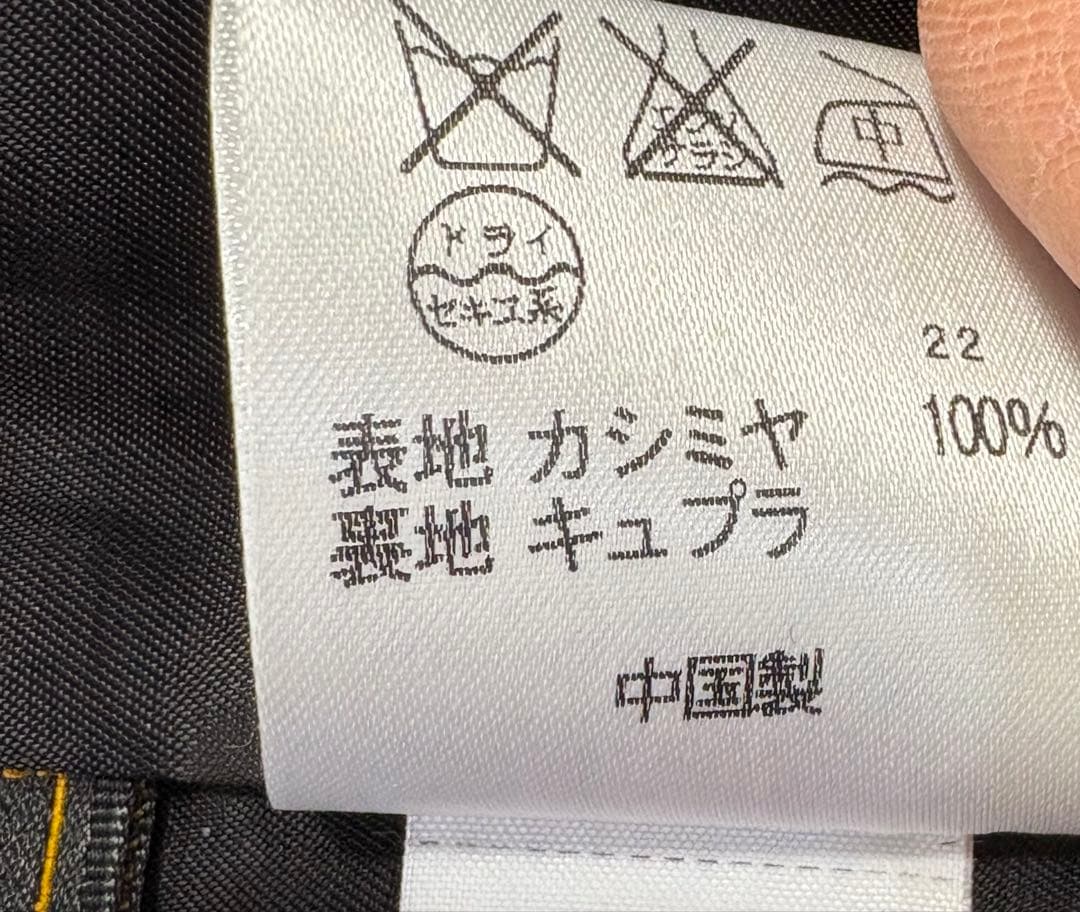 中
ドライ
セキユ系
22
表地 カシミヤ 100%
裏地 キュプラ
中国製